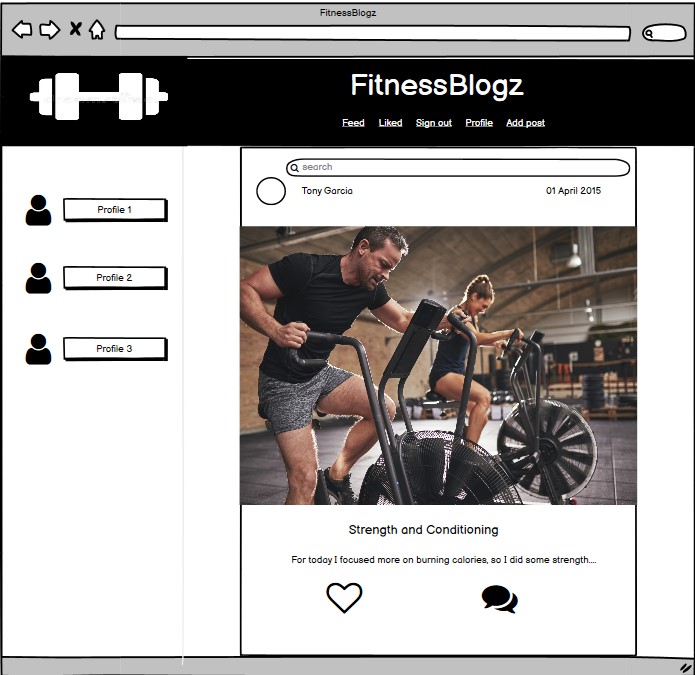 FitnessBlogz
FitnessBlogz
Feed Liked Sign out Profile Add post
search
Tony Garcia 01 April 2015
Profile 1
Profile 2
Profile 3
Strength and Conditioning
For today I focused more on burning calories, so I did some strength....